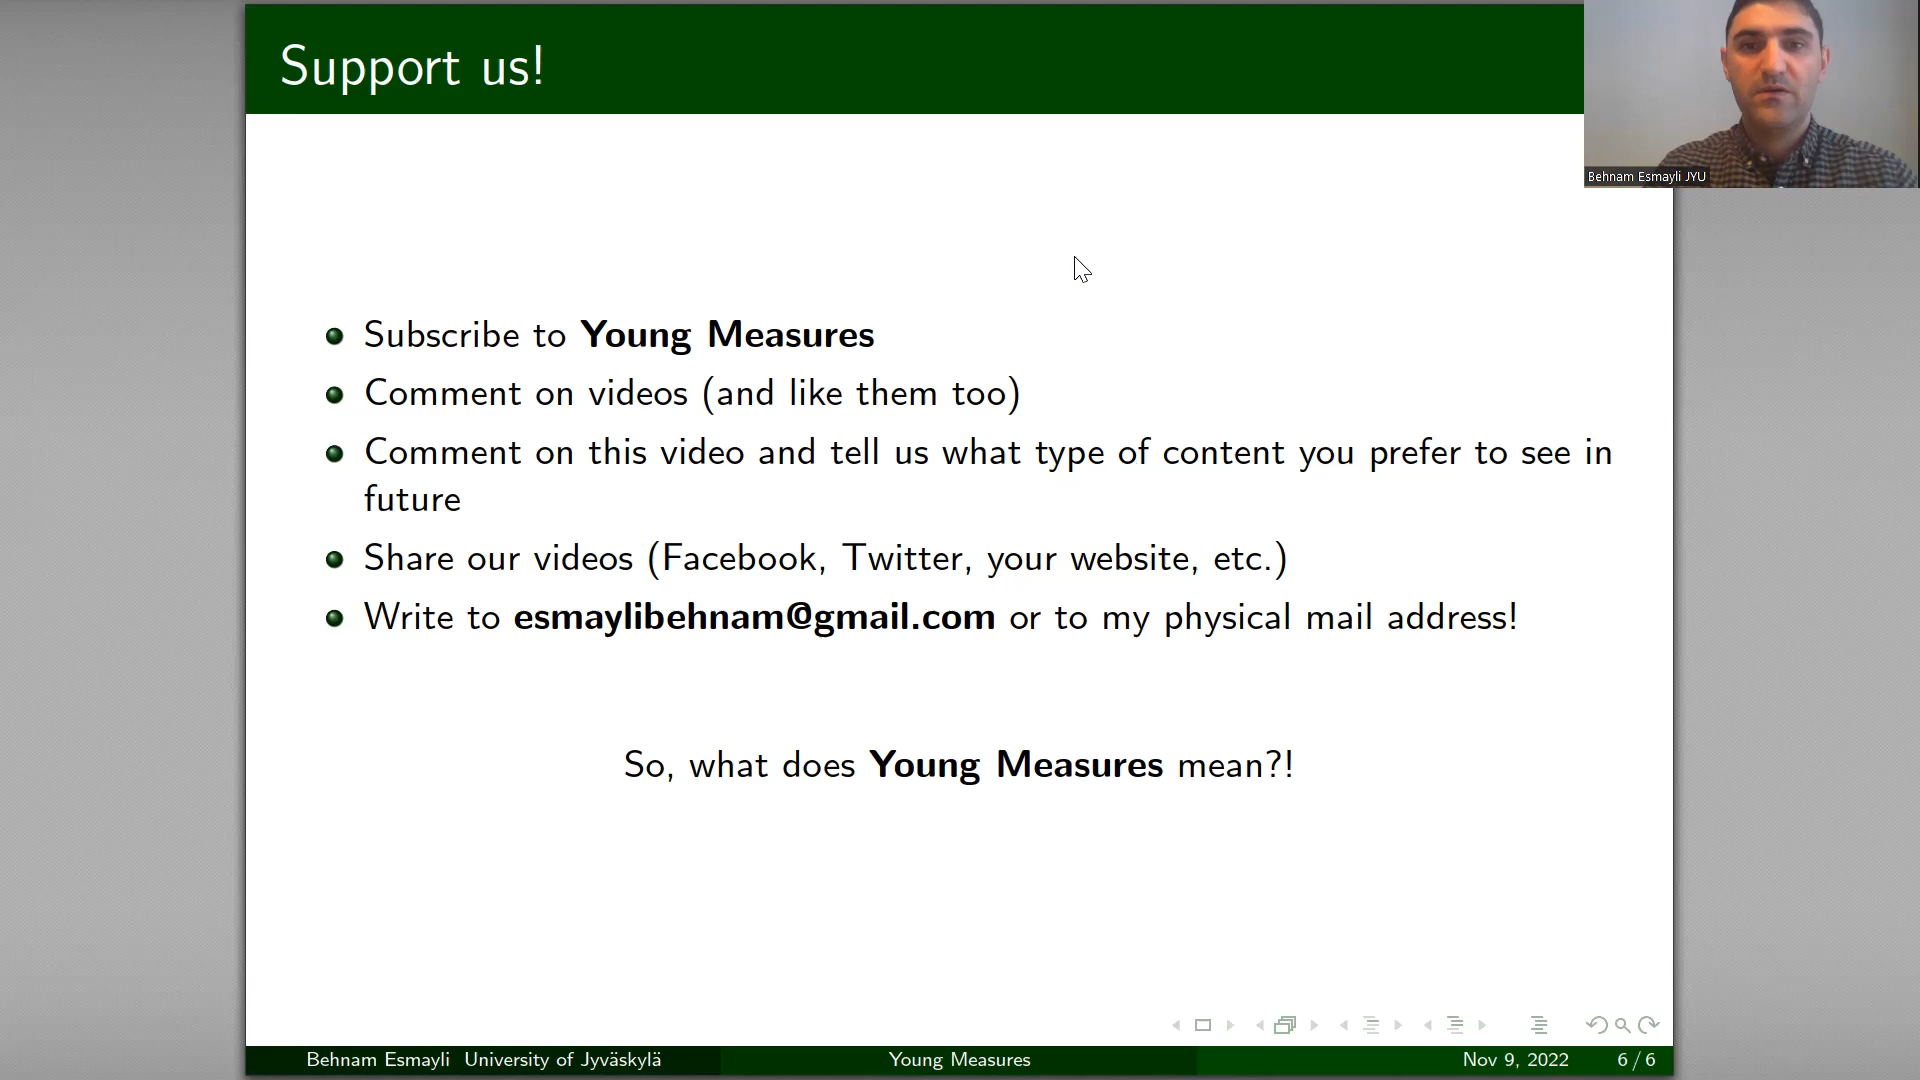 Support us!
Behnam Esmayli JYU
Subscribe to Young Measures
Comment on videos (and like them too)
Comment on this video and tell us what type of content you prefer to see in
future
Share our videos (Facebook, Twitter, your website, etc.)
Write to esmaylibehnam@gmail.com or to my physical mail address!
So, what does Young Measures mean?!
Behnam Esmayli University of Jyväskylä Young Measures Nov 9, 2022 6 / 6